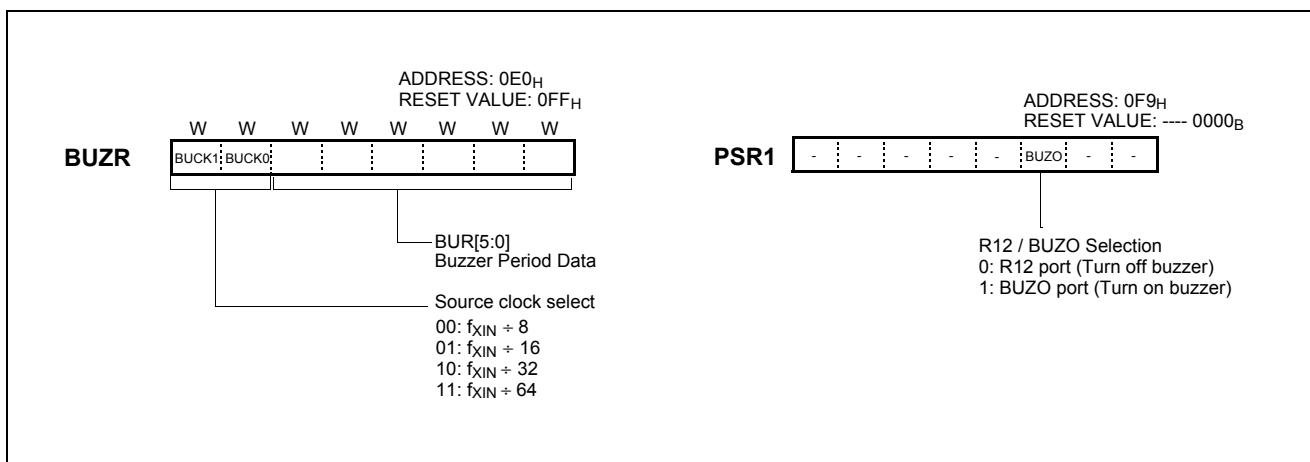 ADDRESS: 0E0H
RESET VALUE: 0FFH
W W W W W W W W
BUZR BUCK1 BUCK0
BUR[5:0]
Buzzer Period Data
Source clock select
00: fXIN ÷ 8
01: fXIN ÷ 16
10: fXIN ÷ 32
11: fXIN ÷ 64
ADDRESS: 0F9H
RESET VALUE: ---- 0000B
PSR1 - - - - - BUZO - -
R12 / BUZO Selection
0: R12 port (Turn off buzzer)
1: BUZO port (Turn on buzzer)